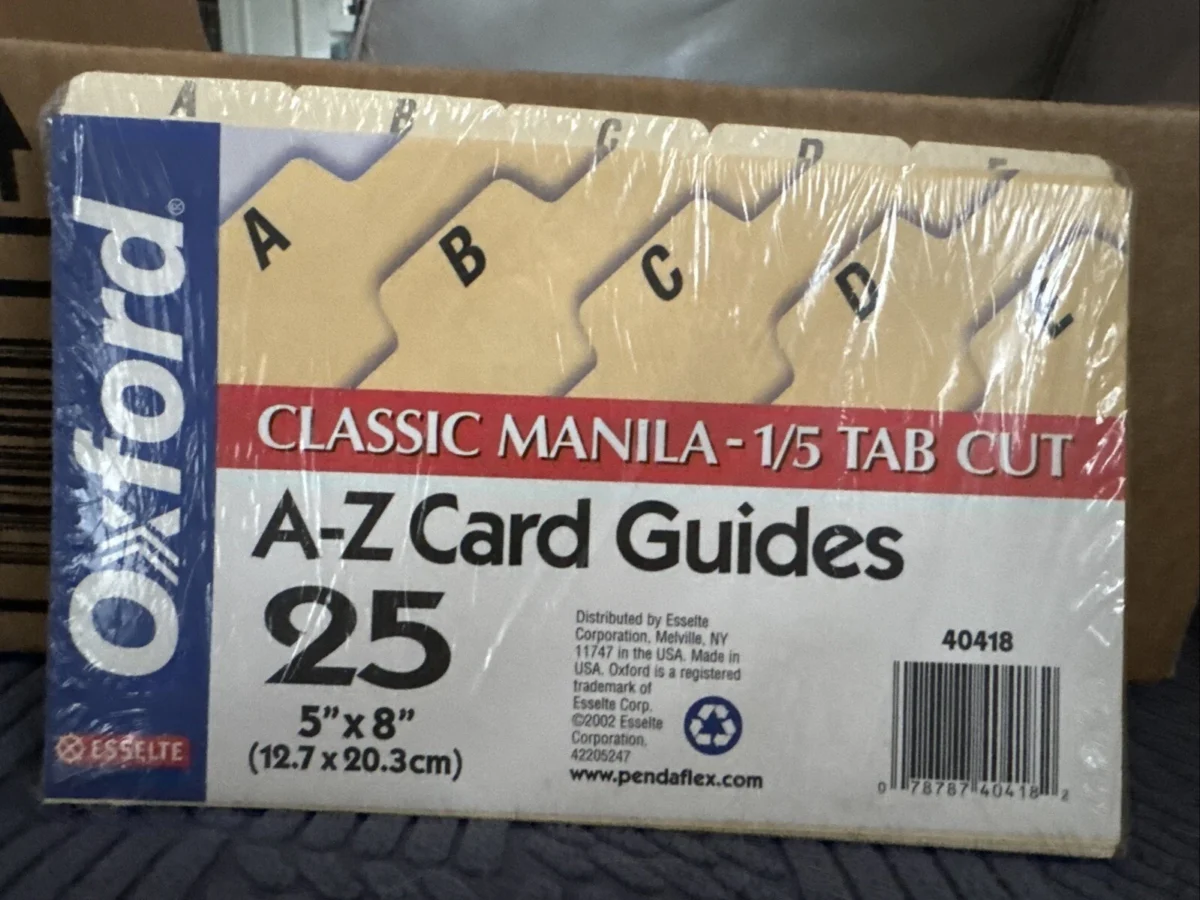 A B C D E
Oxford®
A B C D E
CLASSIC MANILA - 1/5 TAB CUT
A-Z Card Guides
25
5” x 8”
(12.7 x 20.3cm)
ESSELTE
Distributed by Esselte
Corporation, Melville, NY
11747 in the USA. Made in
USA. Oxford is a registered
trademark of
Esselte Corp.
©2002 Esselte
Corporation.
42205247
www.pendaflex.com
40418
0 78787 40418 2